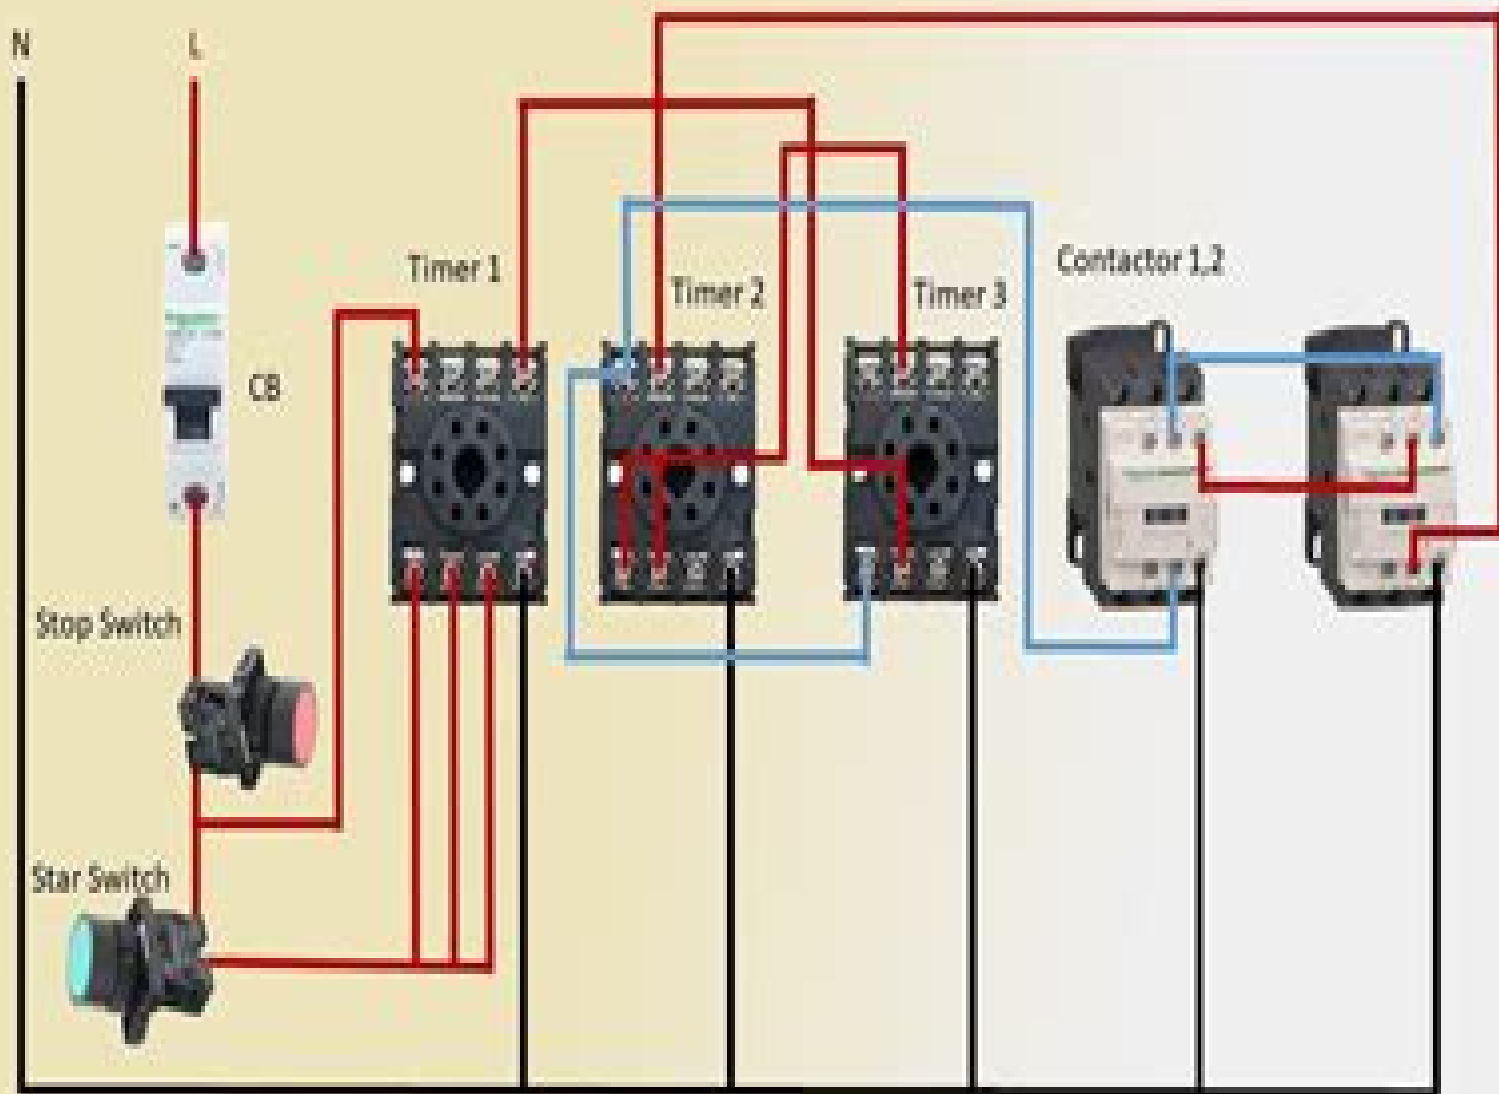 N
L
Timer 1
Timer 2
Timer 3
Contactor 1,2
CB
Stop Switch
Star Switch